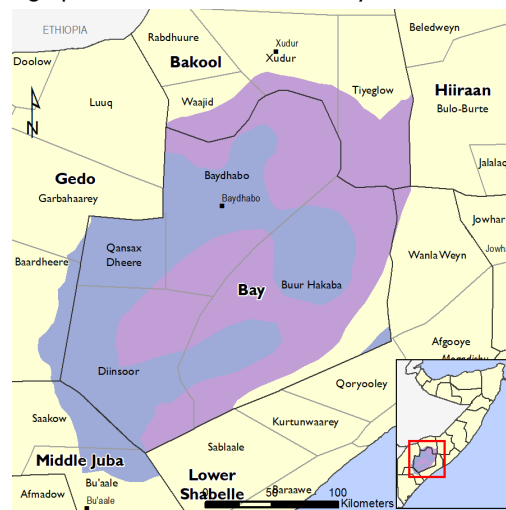 ETHIOPIA
Rabdhuure
Xudur
Xudur
Beledweyn
Doolow
Bakool
Luuq
Waajid
Tiyeglow
Hiiraan
Bulo-Burte
N
Jalalaq
Gedo
Garbahaarey
Baydhabo
Baydhabo
Jowhar
Jowh
Qansax
Dheere
Baardheere
Wanla Weyn
Bay
Buur Hakaba
Afgooye
Diinsoor
Qoryooley
Saakow
Kurtunwaarey
Middle Juba
Sablaale
Bu'aale
Lower
Shabelle
Afmadow
Bu'aale
Baraawe
0 50 100
Kilometers